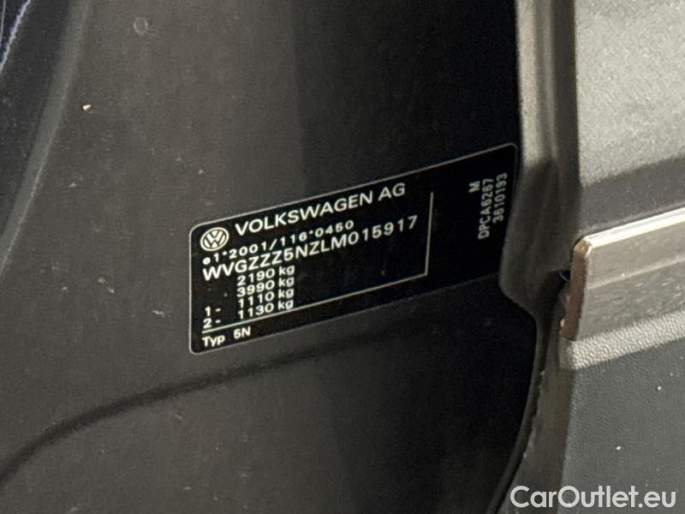 VOLKSWAGEN AG
e1*2001/116*0450
WVGZZZ5NZLM015917
2190 kg
3990 kg
1- 1110 kg
2- 1130 kg
Typ 5N
M
DPCA6267
3610193
CarOutlet.eu